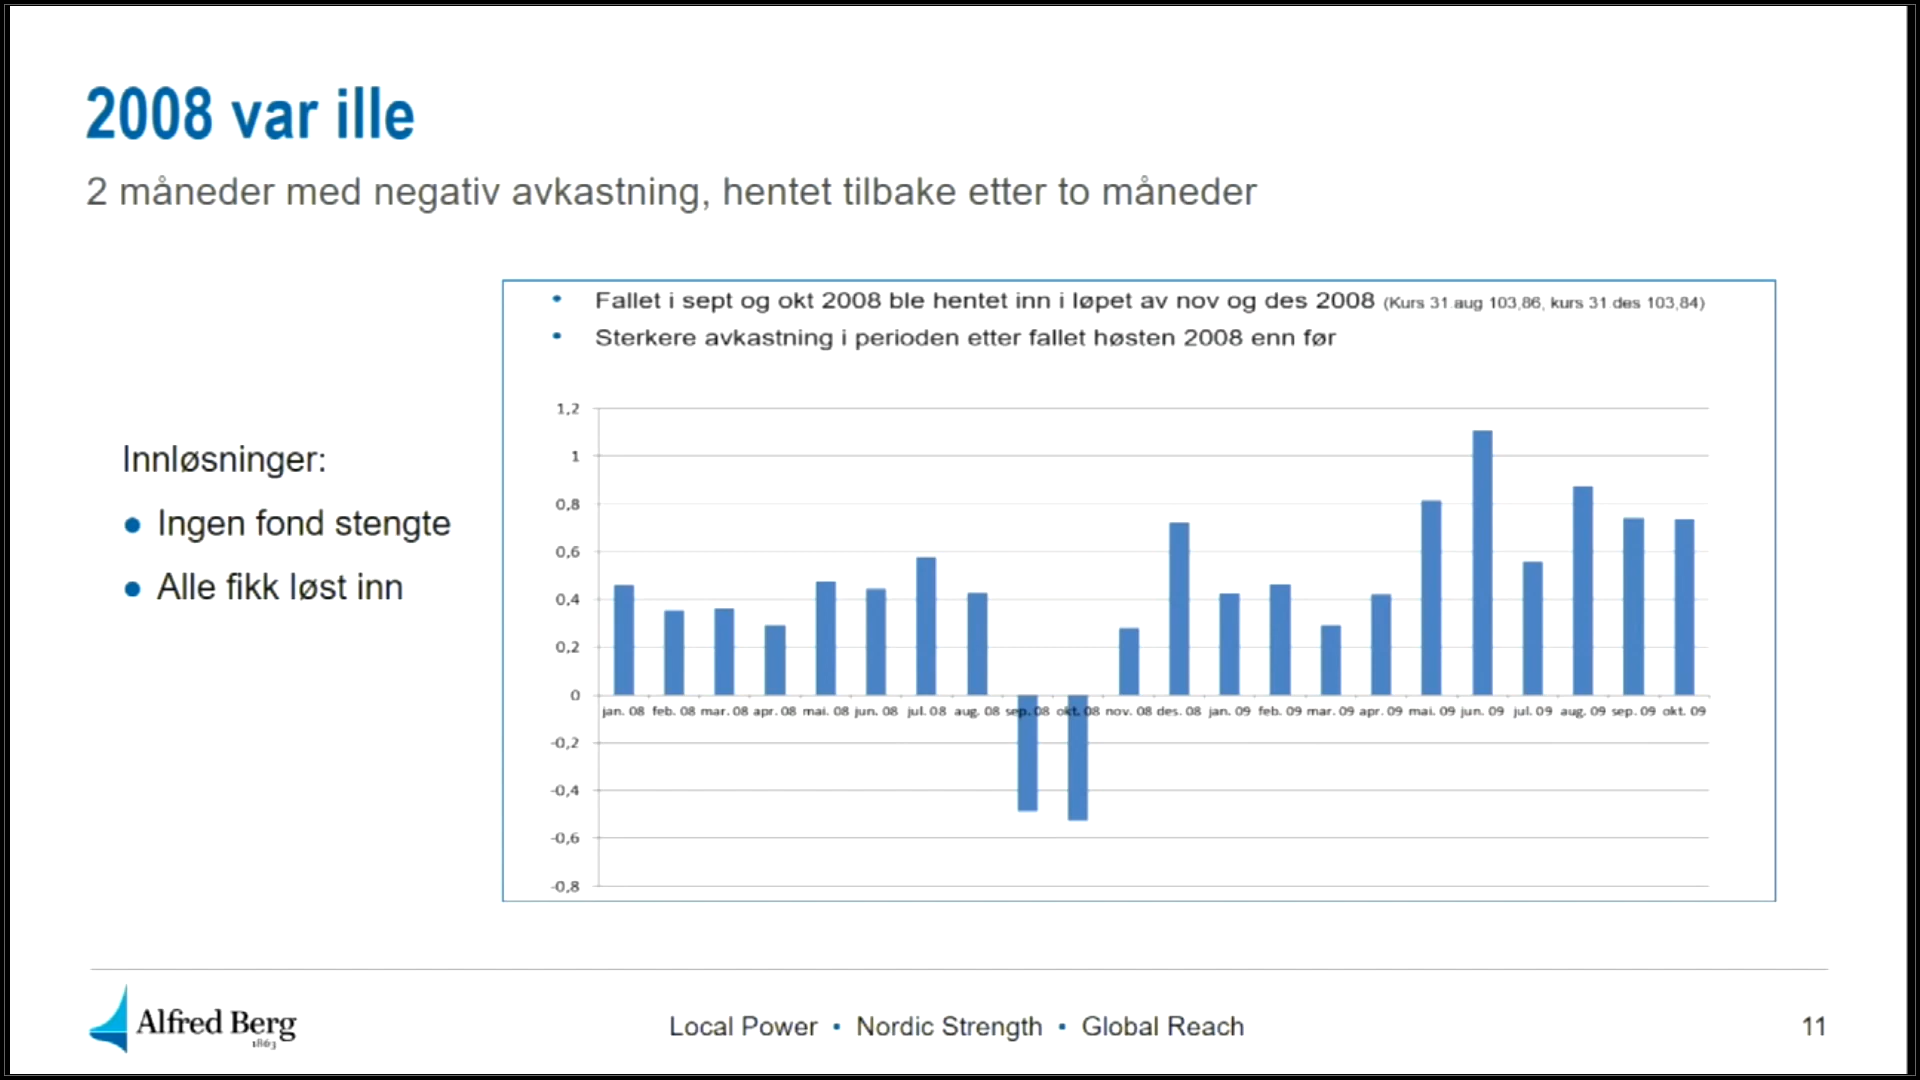 2008 var ille
2 måneder med negativ avkastning, hentet tilbake etter to måneder
Innløsninger:
● Ingen fond stengte
● Alle fikk løst inn
• Fallet i sept og okt 2008 ble hentet inn i løpet av nov og des 2008 (Kurs 31 aug 103,86, kurs 31 des 103,84)
• Sterkere avkastning i perioden etter fallet høsten 2008 enn før
1,2
1
0,8
0,6
0,4
0,2
0
-0,2
-0,4
-0,6
-0,8
jan. 08 feb. 08 mar. 08 apr. 08 mai. 08 jun. 08 jul. 08 aug. 08 sep. 08 okt. 08 nov. 08 des. 08 jan. 09 feb. 09 mar. 09 apr. 09 mai. 09 jun. 09 jul. 09 aug. 09 sep. 09 okt. 09
Alfred Berg
1863
Local Power • Nordic Strength • Global Reach
11